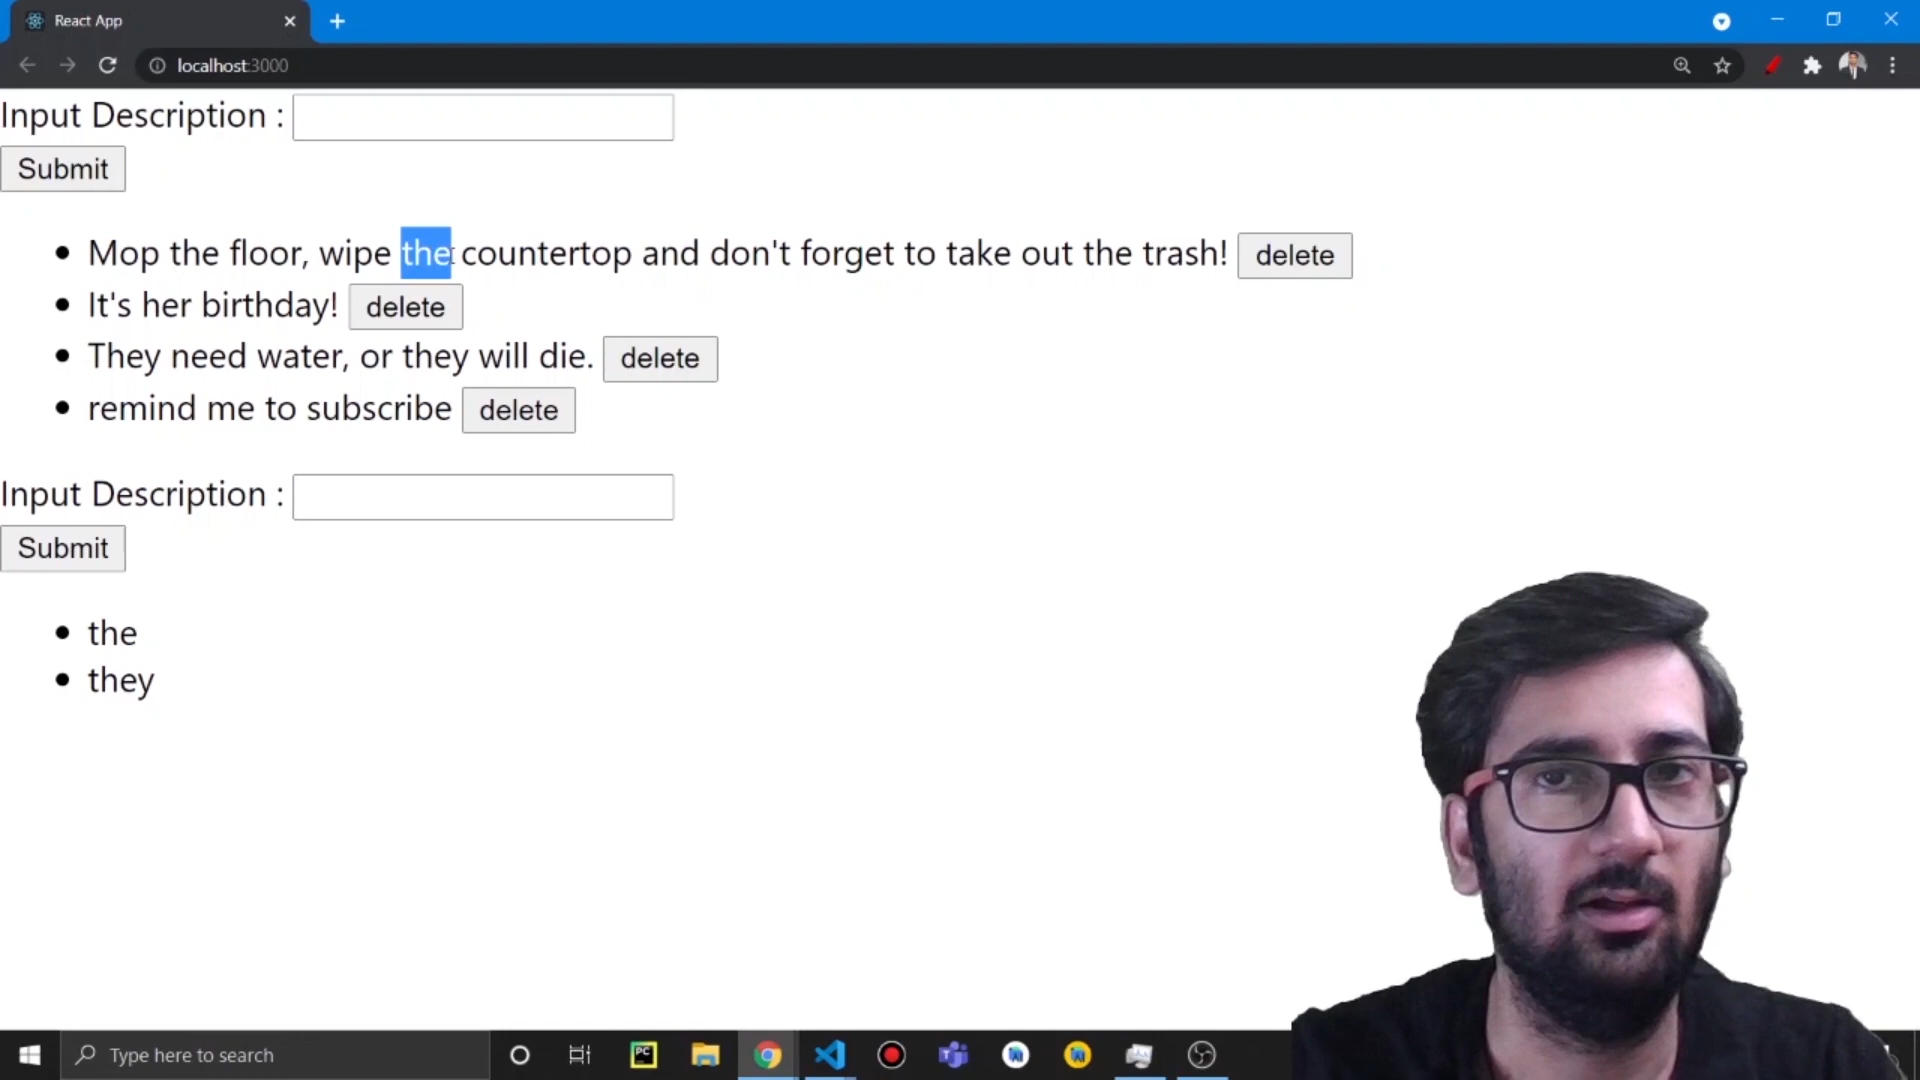 React App
localhost:3000
Input Description :
Submit
Mop the floor, wipe the countertop and don't forget to take out the trash! delete
It's her birthday! delete
They need water, or they will die. delete
remind me to subscribe delete
Input Description :
Submit
the
they
PC
Type here to search